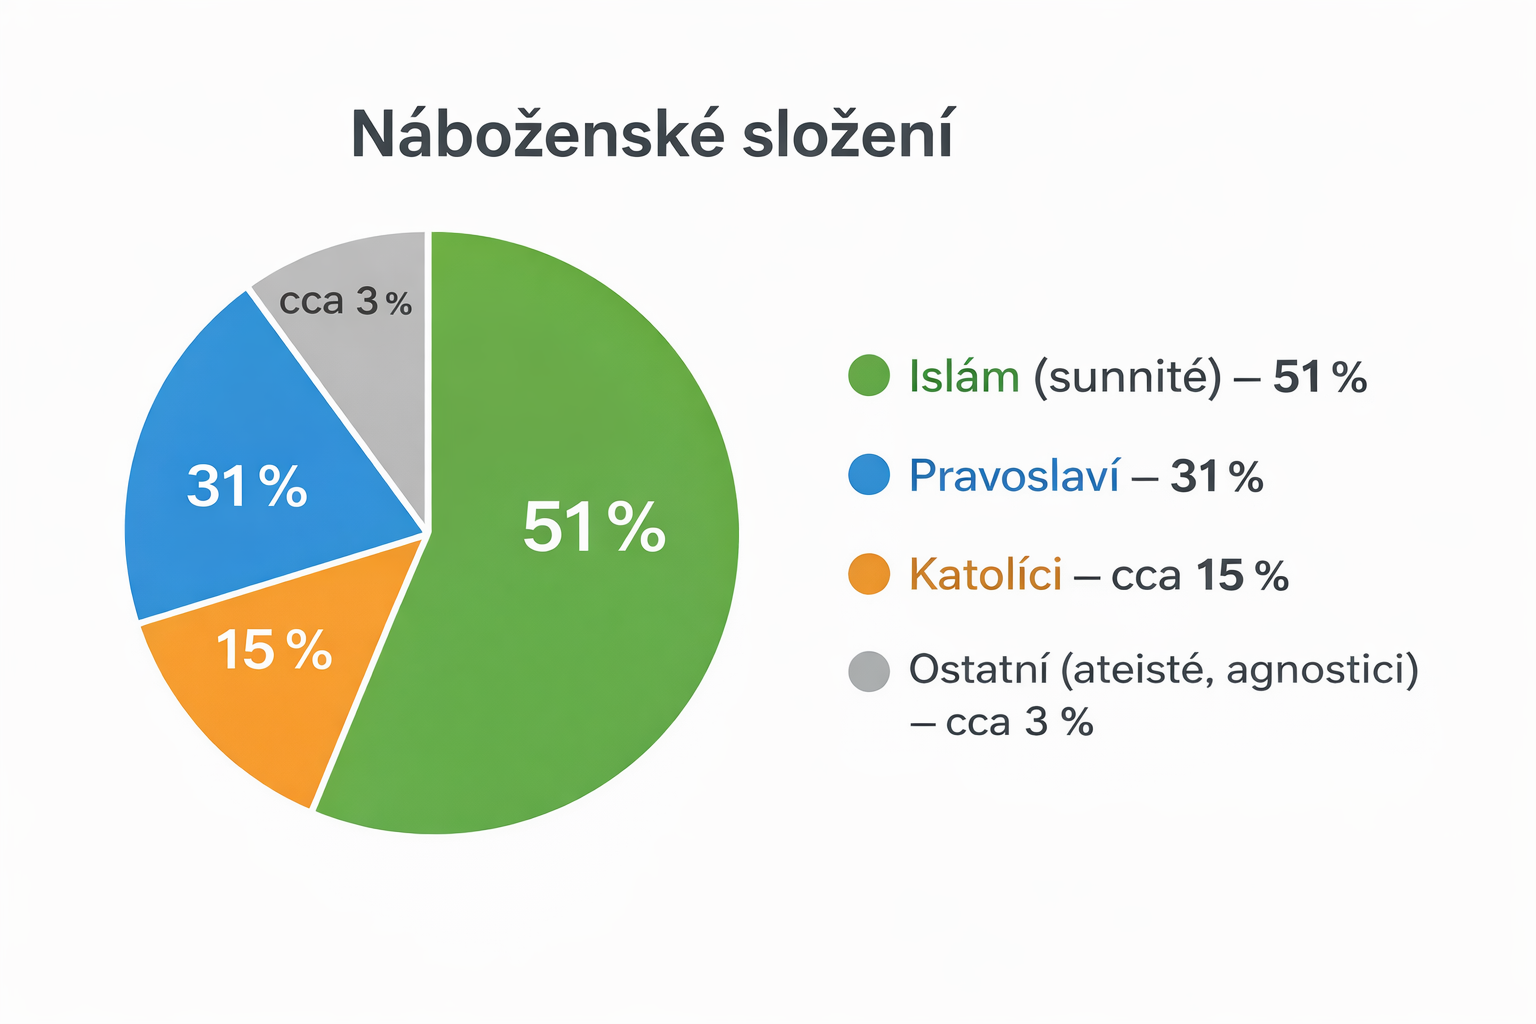 Náboženské složení
cca 3 %
31 %
51 %
15 %
Islám (sunnité) – 51 %
Pravoslaví – 31 %
Katolíci – cca 15 %
Ostatní (ateisté, agnostici)
– cca 3 %